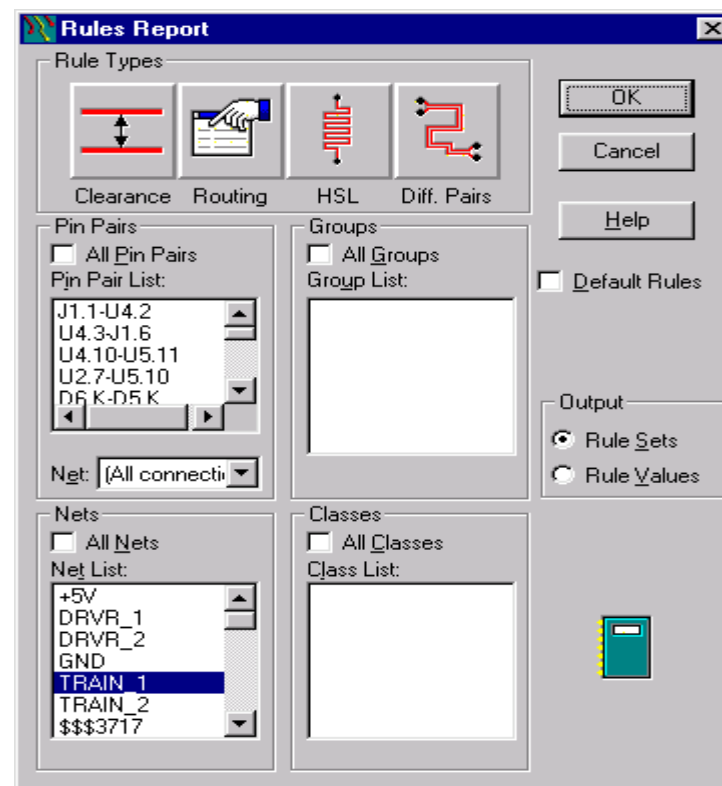 Rules Report
Rule Types
Clearance Routing HSL Diff. Pairs
OK
Cancel
Help
Default Rules
Pin Pairs
All Pin Pairs
Pin Pair List:
J1.1-U4.2
U4.3-J1.6
U4.10-U5.11
U2.7-U5.10
D6.K-D5.K
Net: (All connecti
Groups
All Groups
Group List:
Output
Rule Sets
Rule Values
Nets
All Nets
Net List:
+5V
DRVR_1
DRVR_2
GND
TRAIN_1
TRAIN_2
$$$3717
Classes
All Classes
Class List: